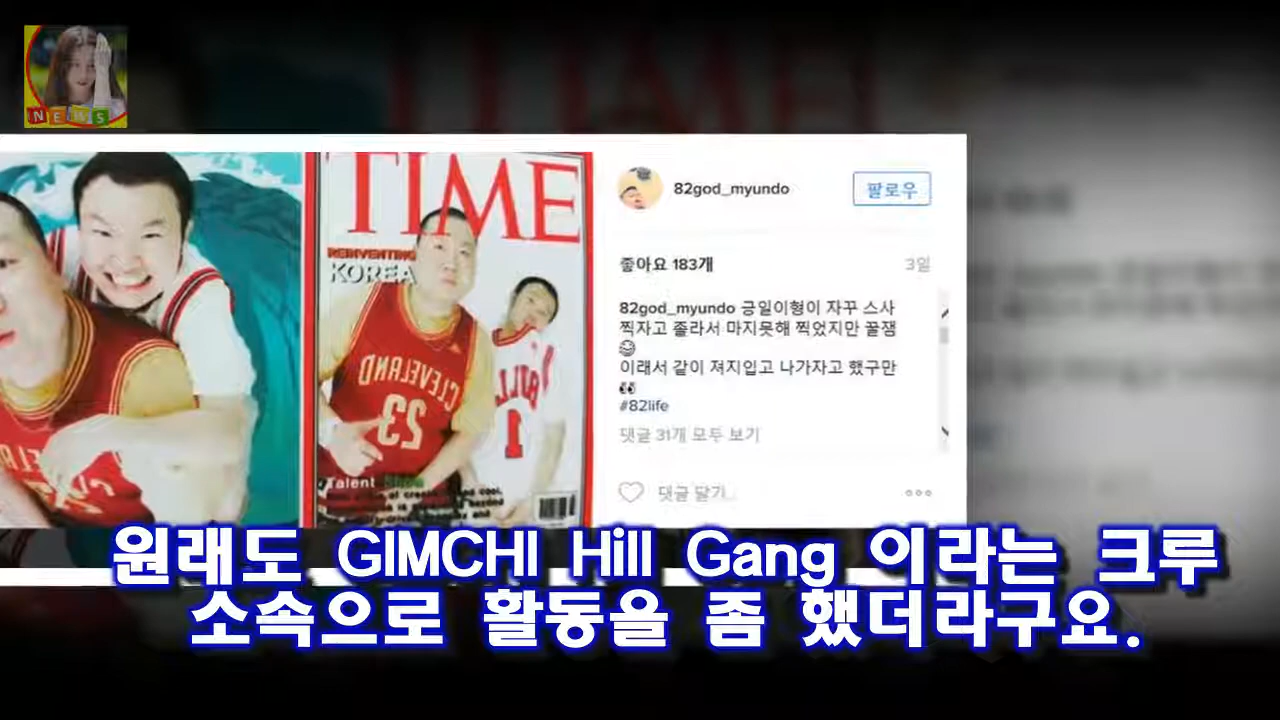 NEWS
TIME
REINVENTING
KOREA
CLEVELAND
23
BULLS
1
Talent Show
82god_myundo
팔로우
좋아요 183개
3일
82god_myundo 긍일이형이 자꾸 스사
찍자고 졸라서 마지못해 찍었지만 꿀잼
😂
이래서 같이 져지입고 나가자고 했구만
👀
#82life
댓글 31개 모두 보기
댓글 달기...
원래도 GIMCHI Hill Gang 이라는 크루
소속으로 활동을 좀 했더라구요.